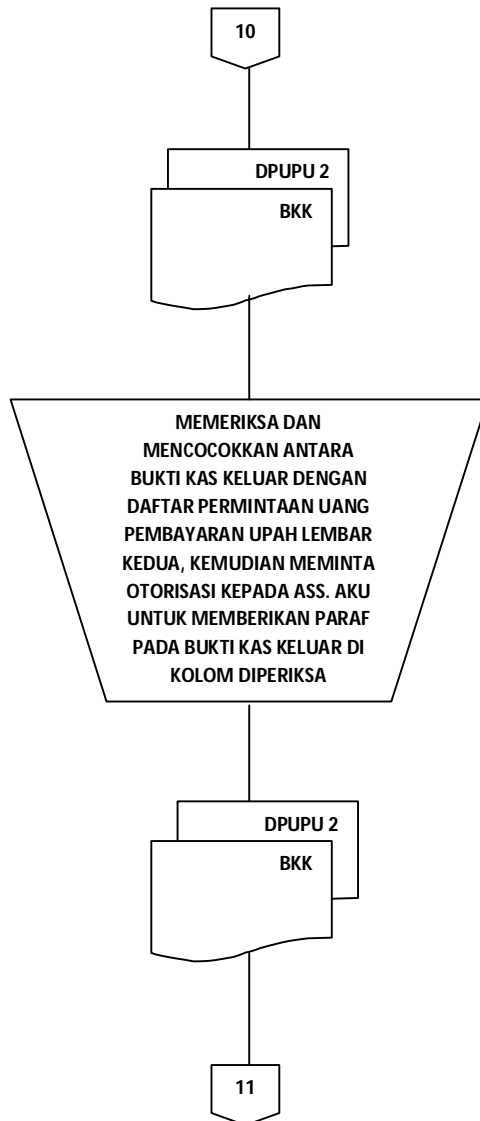 10
DPUPU 2
BKK
MEMERIKSA DAN
MENCOCOKKAN ANTARA
BUKTI KAS KELUAR DENGAN
DAFTAR PERMINTAAN UANG
PEMBAYARAN UPAH LEMBAR
KEDUA, KEMUDIAN MEMINTA
OTORISASI KEPADA ASS. AKU
UNTUK MEMBERIKAN PARAF
PADA BUKTI KAS KELUAR DI
KOLOM DIPERIKSA
DPUPU 2
BKK
11